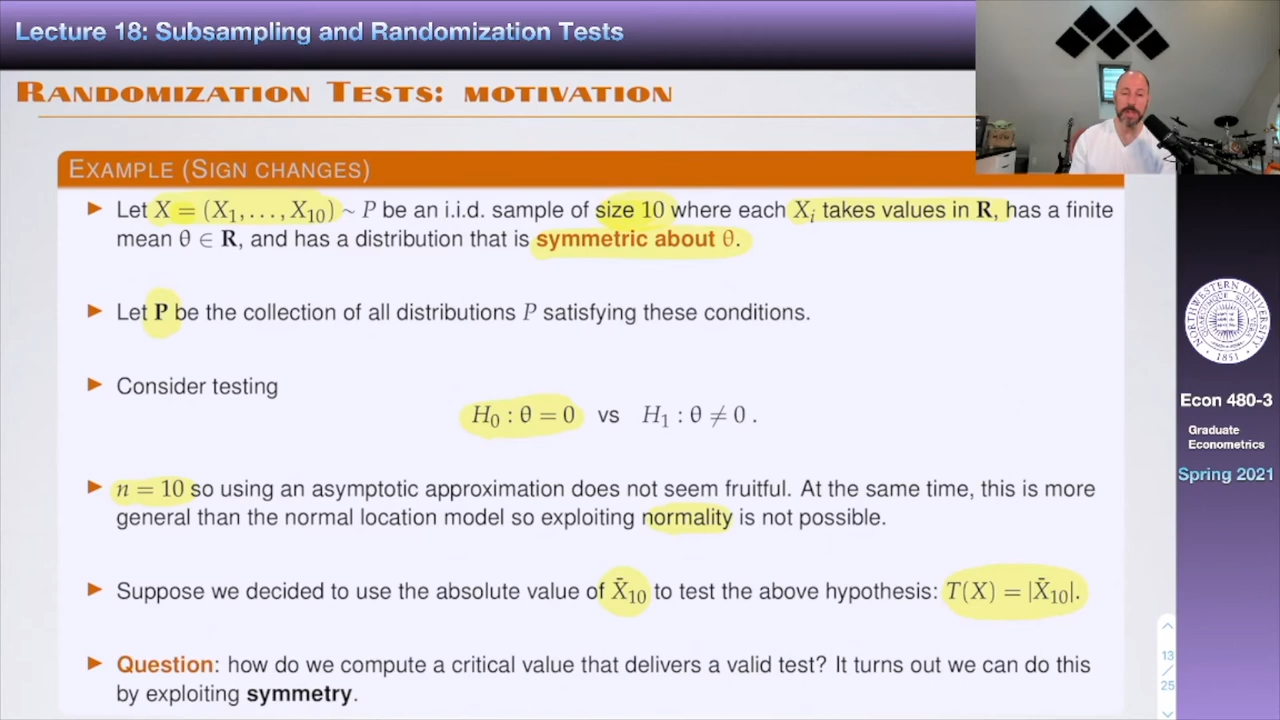 Lecture 18: Subsampling and Randomization Tests
RANDOMIZATION TESTS: MOTIVATION
EXAMPLE (SIGN CHANGES)
► Let X = (X₁, . . . , X₁₀) ~ P be an i.i.d. sample of size 10 where each Xᵢ takes values in R, has a finite
mean θ ∈ R, and has a distribution that is symmetric about θ.
► Let P be the collection of all distributions P satisfying these conditions.
► Consider testing
H₀ : θ = 0 vs H₁ : θ ≠ 0 .
► n = 10 so using an asymptotic approximation does not seem fruitful. At the same time, this is more
general than the normal location model so exploiting normality is not possible.
► Suppose we decided to use the absolute value of X̄₁₀ to test the above hypothesis: T(X) = |X̄₁₀|.
► Question: how do we compute a critical value that delivers a valid test? It turns out we can do this
by exploiting symmetry.
NORTHWESTERN UNIVERSITY
1851
Econ 480-3
Graduate
Econometrics
Spring 2021
13
/
25